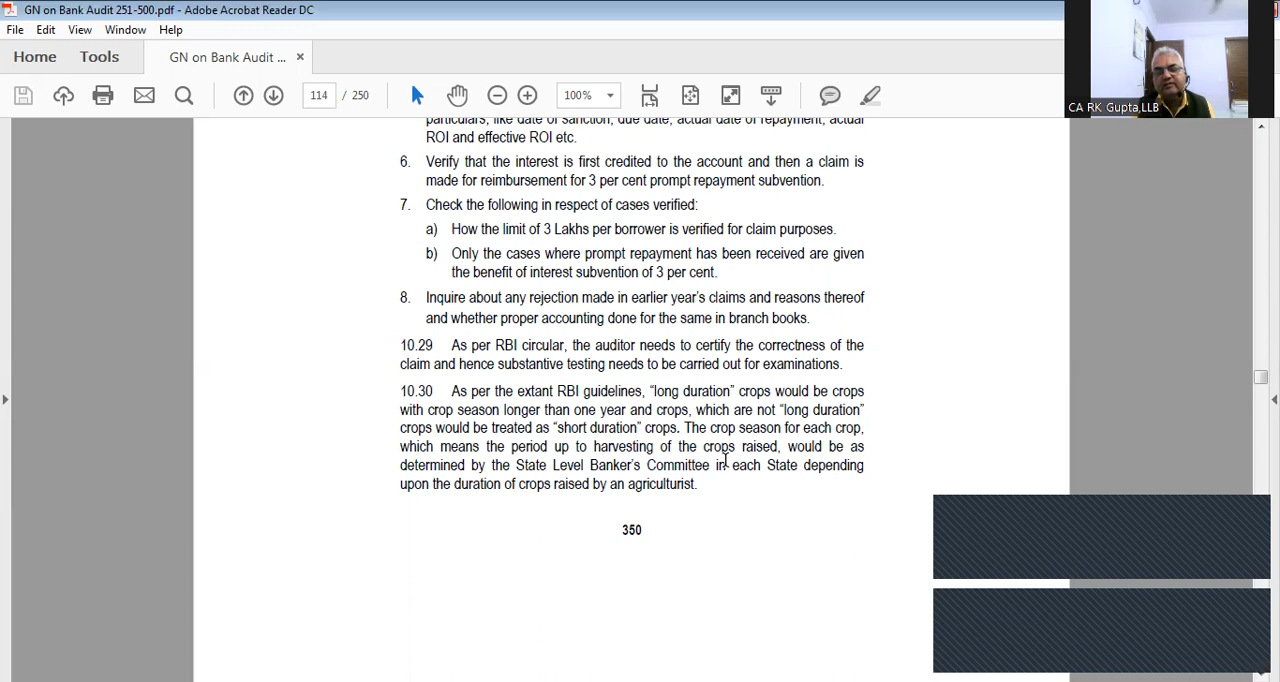 GN on Bank Audit 251-500.pdf - Adobe Acrobat Reader DC
File Edit View Window Help
Home Tools GN on Bank Audit ... ×
114 / 250 100%
CA RK Gupta,LLB
particulars, like date of sanction, due date, actual date of repayment, actual
ROI and effective ROI etc.
6. Verify that the interest is first credited to the account and then a claim is
made for reimbursement for 3 per cent prompt repayment subvention.
7. Check the following in respect of cases verified:
a) How the limit of 3 Lakhs per borrower is verified for claim purposes.
b) Only the cases where prompt repayment has been received are given
the benefit of interest subvention of 3 per cent.
8. Inquire about any rejection made in earlier year's claims and reasons thereof
and whether proper accounting done for the same in branch books.
10.29 As per RBI circular, the auditor needs to certify the correctness of the
claim and hence substantive testing needs to be carried out for examinations.
10.30 As per the extant RBI guidelines, “long duration” crops would be crops
with crop season longer than one year and crops, which are not “long duration”
crops would be treated as “short duration” crops. The crop season for each crop,
which means the period up to harvesting of the crops raised, would be as
determined by the State Level Banker's Committee in each State depending
upon the duration of crops raised by an agriculturist.
350